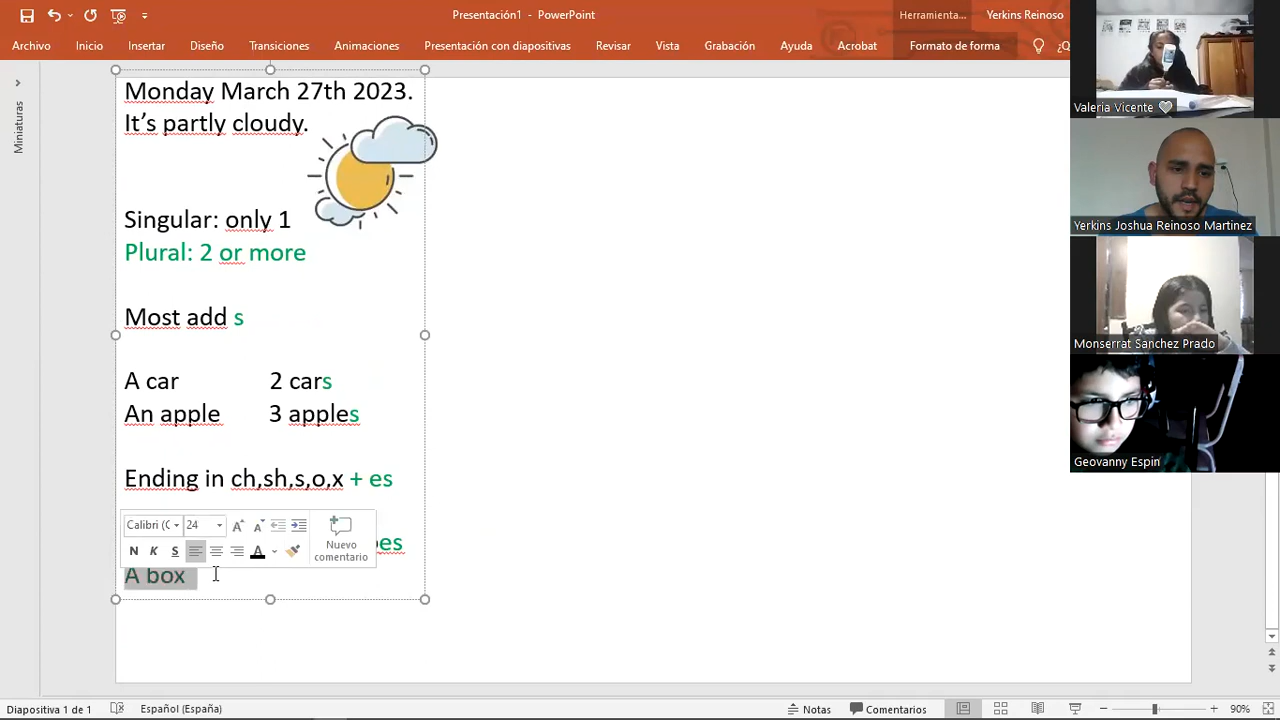 Presentación1 - PowerPoint
Herramienta...
Yerkins Reinoso
Archivo
Inicio
Insertar
Diseño
Transiciones
Animaciones
Presentación con diapositivas
Revisar
Vista
Grabación
Ayuda
Acrobat
Formato de forma
Miniaturas
Monday March 27th 2023.
It’s partly cloudy.
Singular: only 1
Plural: 2 or more
Most add s
A car 2 cars
An apple 3 apples
Ending in ch,sh,s,o,x + es
es
A box
Calibri (C
24
N K S A
Nuevo
comentario
Valeria Vicente
Yerkins Joshua Reinoso Martinez
Monserrat Sanchez Prado
Geovanny Espin
Diapositiva 1 de 1
Español (España)
Notas
Comentarios
90%